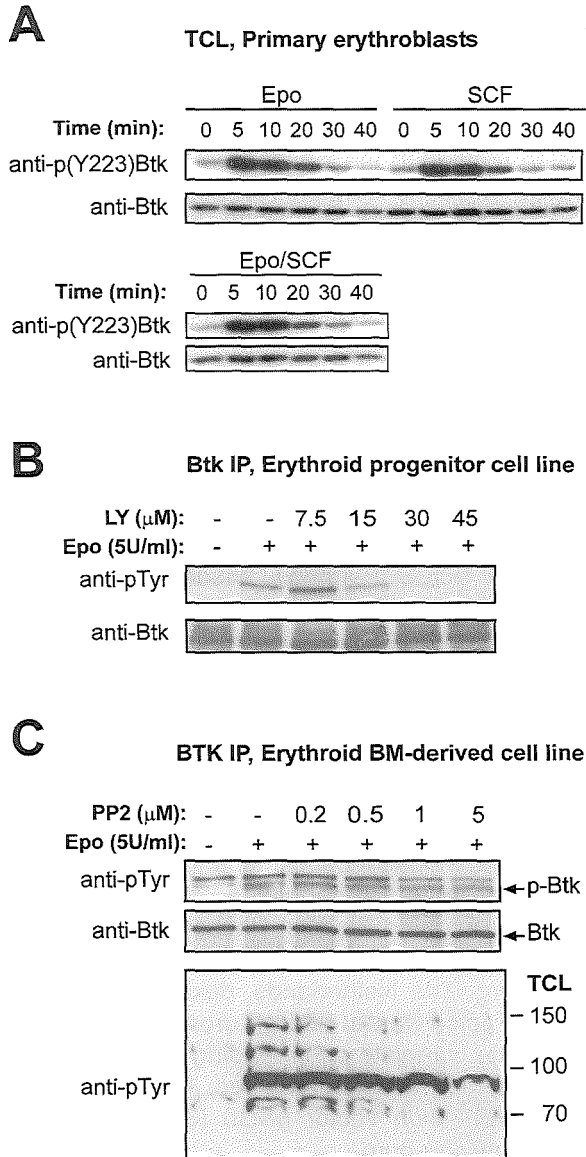 A
TCL, Primary erythroblasts
Epo SCF
Time (min): 0 5 10 20 30 40 0 5 10 20 30 40
anti-p(Y223)Btk
anti-Btk
Epo/SCF
Time (min): 0 5 10 20 30 40
anti-p(Y223)Btk
anti-Btk
B
Btk IP, Erythroid progenitor cell line
LY (μM): - - 7.5 15 30 45
Epo (5U/ml): - + + + + +
anti-pTyr
anti-Btk
C
BTK IP, Erythroid BM-derived cell line
PP2 (μM): - - 0.2 0.5 1 5
Epo (5U/ml): - + + + + +
anti-pTyr p-Btk
anti-Btk Btk
TCL
150
100
anti-pTyr
70